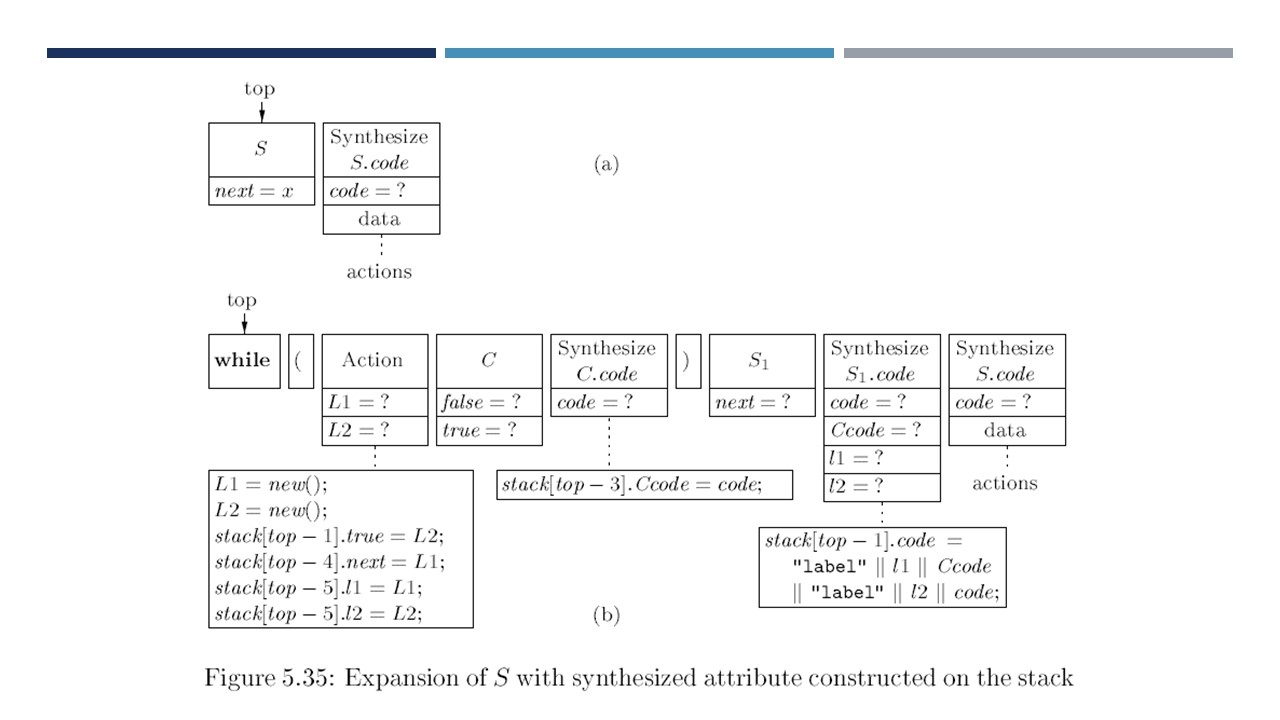 top
S
next = x
Synthesize
S.code
code = ?
data
actions
(a)
top
while
(
Action
L1 = ?
L2 = ?
C
false = ?
true = ?
Synthesize
C.code
code = ?
)
S₁
next = ?
Synthesize
S₁.code
code = ?
Ccode = ?
l1 = ?
l2 = ?
Synthesize
S.code
code = ?
data
actions
L1 = new();
L2 = new();
stack[top − 1].true = L2;
stack[top − 4].next = L1;
stack[top − 5].l1 = L1;
stack[top − 5].l2 = L2;
stack[top − 3].Ccode = code;
stack[top − 1].code =
"label" || l1 || Ccode
|| "label" || l2 || code;
(b)
Figure 5.35: Expansion of S with synthesized attribute constructed on the stack